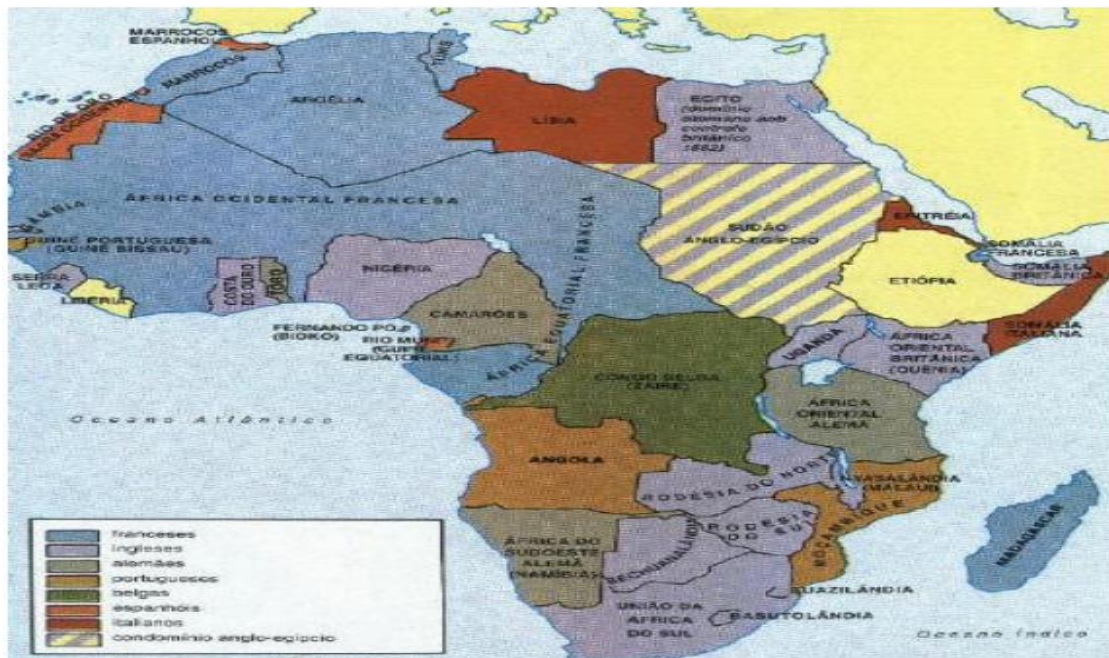 MARROCOS
ESPANHOL
MARROCOS
TUNIS
ARGÉLIA
LÍBIA
EGITO
(domínio
otomano sob
controle
britânico
1882)
RIO DE ORO
(SAARA OCIDENTAL)
ÁFRICA OCIDENTAL FRANCESA
GÂMBIA
GUINÉ PORTUGUESA
(GUINÉ BISSAU)
SERRA
LEOA
LIBÉRIA
COSTA
DO OURO
TOGO
NIGÉRIA
CAMARÕES
ÁFRICA EQUATORIAL FRANCESA
SUDÃO
ANGLO-EGÍPCIO
ERITRÉIA
SOMÁLIA
FRANCESA
SOMÁLIA
BRITÂNICA
ETIÓPIA
SOMÁLIA
ITALIANA
FERNANDO PÓ
(BIOKO)
RIO MUNI
(GUINÉ
EQUATORIAL)
UGANDA
ÁFRICA
ORIENTAL
BRITÂNICA
(QUÊNIA)
CONGO BELGA
(ZAIRE)
ÁFRICA
ORIENTAL
ALEMÃ
Oceano Atlântico
ANGOLA
RODÉSIA DO NORTE
NYASALÂNDIA
(MALAUI)
MOÇAMBIQUE
RODÉSIA
DO SUL
BECHUANALÂNDIA
ÁFRICA DO
SUDOESTE
ALEMÃ
(NAMÍBIA)
MADAGASCAR
SUAZILÂNDIA
BASUTOLÂNDIA
UNIÃO DA
ÁFRICA
DO SUL
Oceano Índico
franceses
ingleses
alemães
portugueses
belgas
espanhóis
italianos
condomínio anglo-egípcio